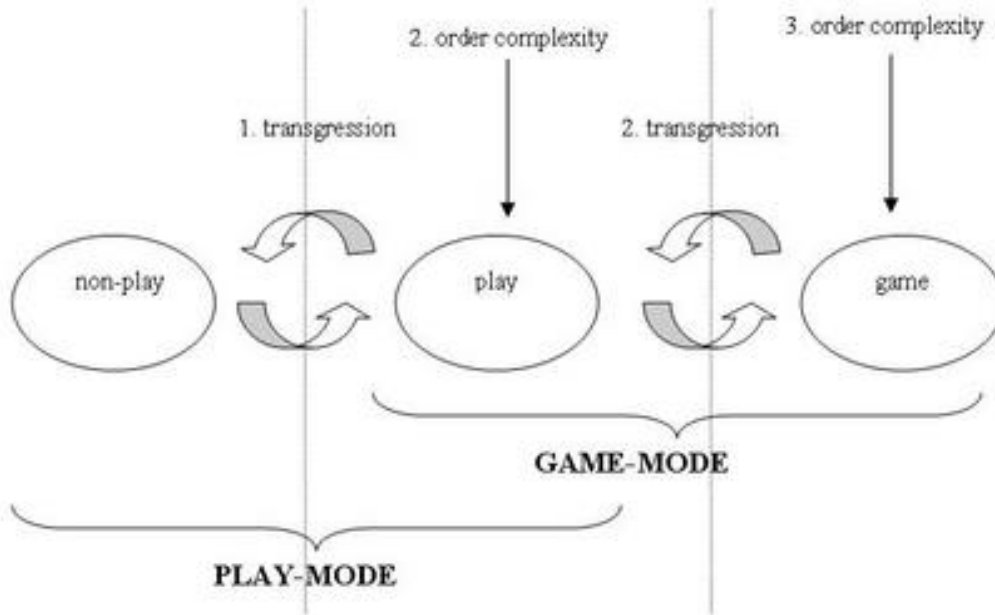 2. order complexity
3. order complexity
1. transgression
2. transgression
non-play
play
game
GAME-MODE
PLAY-MODE